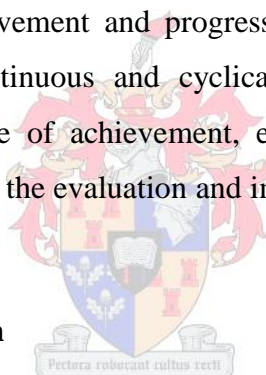 vement and progress
tinuous and cyclica
e of achievement, e
the evaluation and in
n
Pectora roborant cultus recti